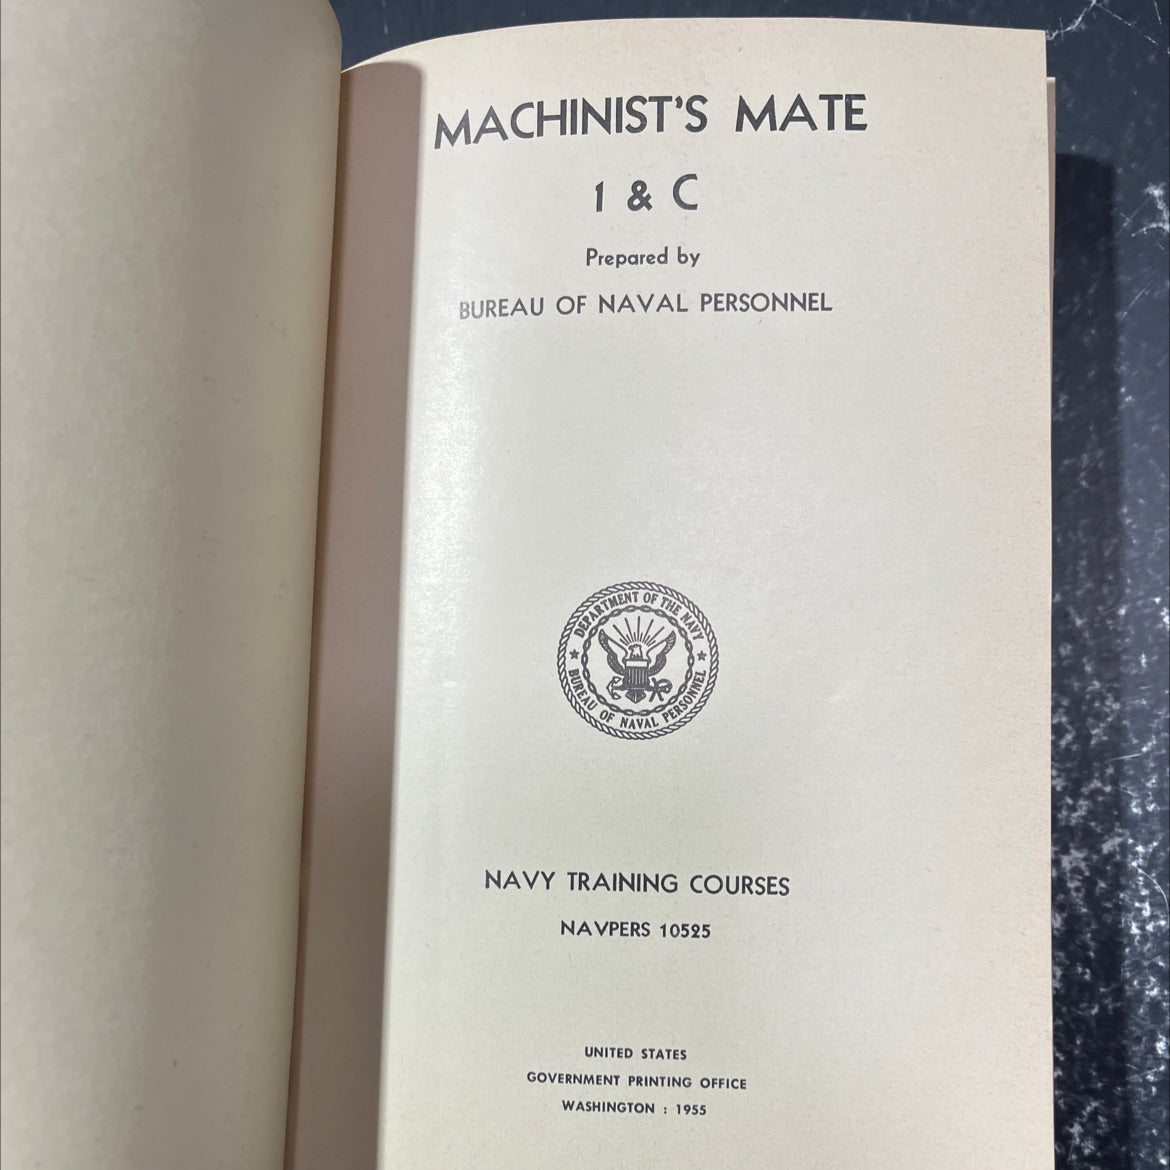 MACHINIST'S MATE
1 & C
Prepared by
BUREAU OF NAVAL PERSONNEL
DEPARTMENT OF THE NAVY
BUREAU OF NAVAL PERSONNEL
NAVY TRAINING COURSES
NAVPERS 10525
UNITED STATES
GOVERNMENT PRINTING OFFICE
WASHINGTON : 1955